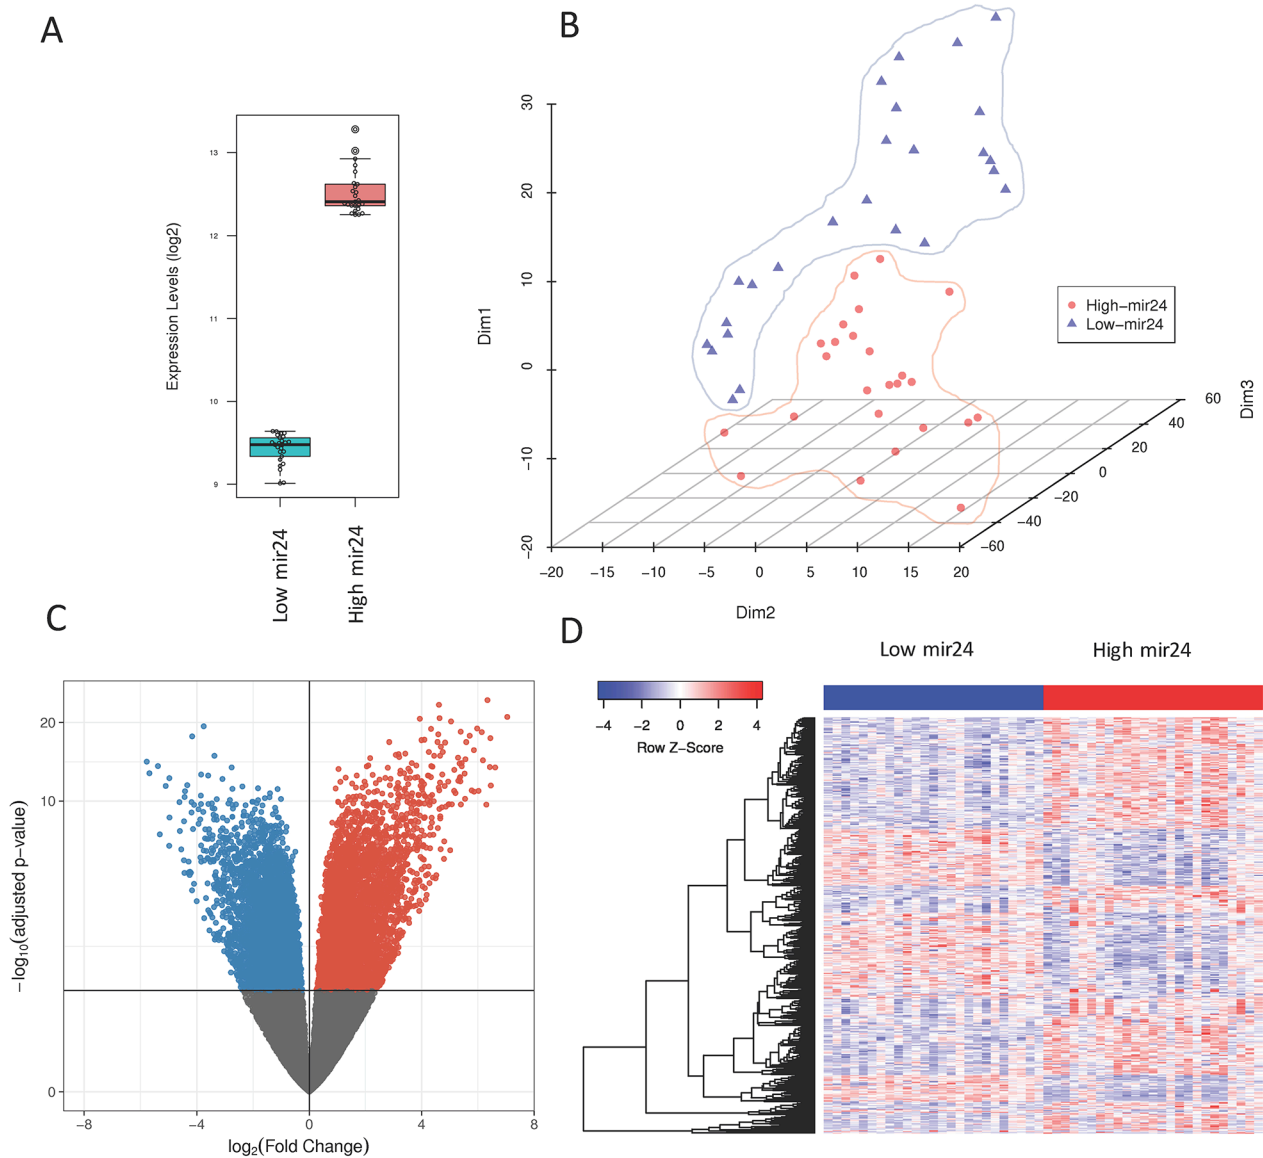 A
Expression Levels (log2)
13
12
11
10
9
Low mir24
High mir24
B
Dim1
30
20
10
0
−10
−20
−20
−15
−10
−5
0
5
10
15
20
Dim2
−60
−40
−20
0
20
40
60
Dim3
High−mir24
Low−mir24
C
−log10(adjusted p−value)
20
10
0
−8
−4
0
4
8
log2(Fold Change)
D
Low mir24
High mir24
−4
−2
0
2
4
Row Z−Score